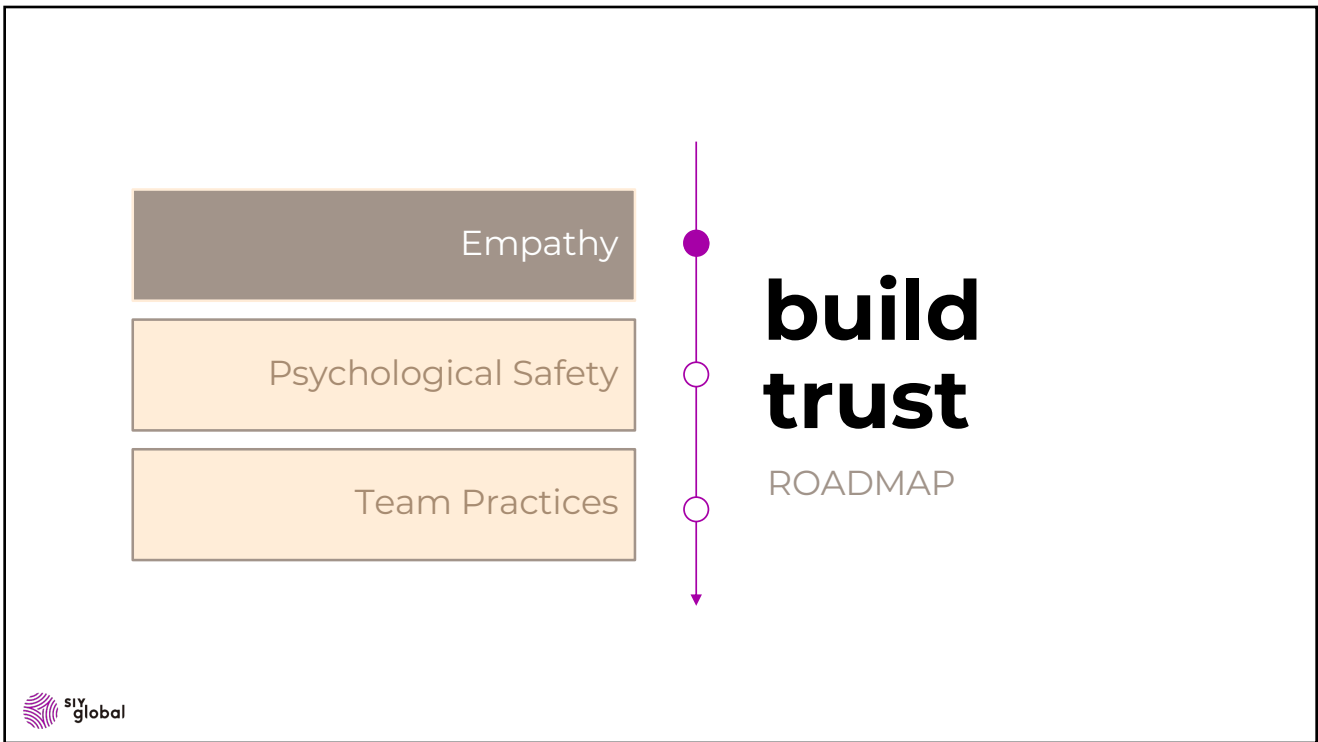 Empathy
Psychological Safety
Team Practices
build
trust
ROADMAP
SIY
global